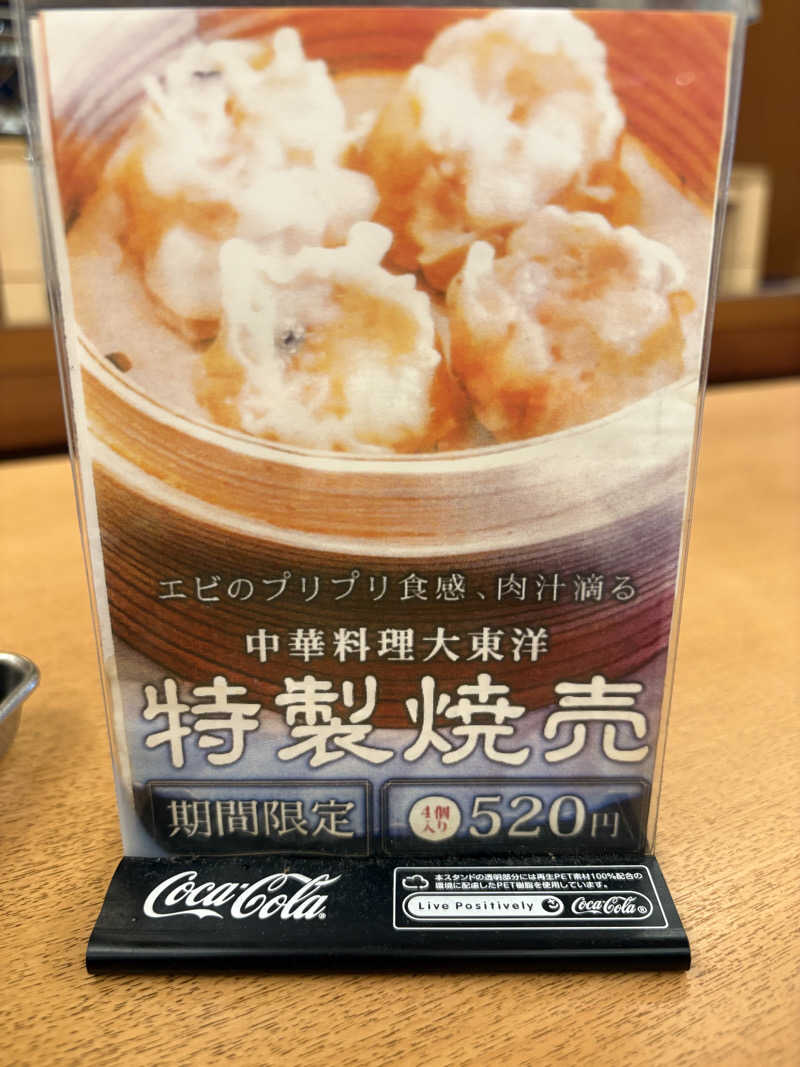 エビのプリプリ食感、肉汁滴る
中華料理大東洋
特製焼売
期間限定
4個入り 520円
Coca-Cola®
本スタンドの透明部分には再生PET素材100%配合の
環境に配慮したPET樹脂を使用しています。
Live Positively Coca-Cola®